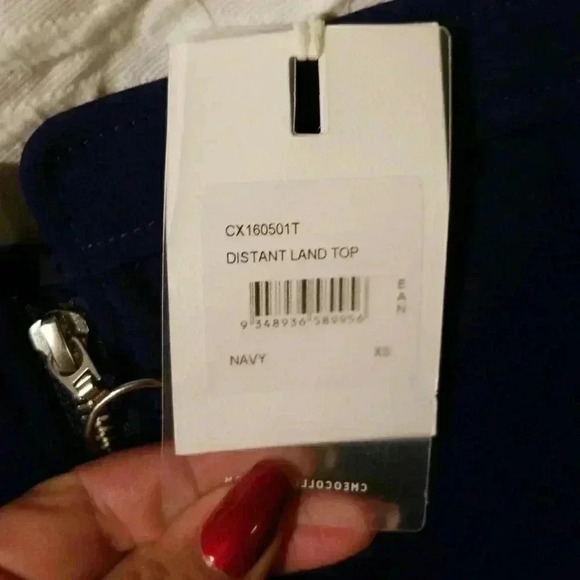 CX160501T
DISTANT LAND TOP
EAN
9 348936 589956
NAVY XS